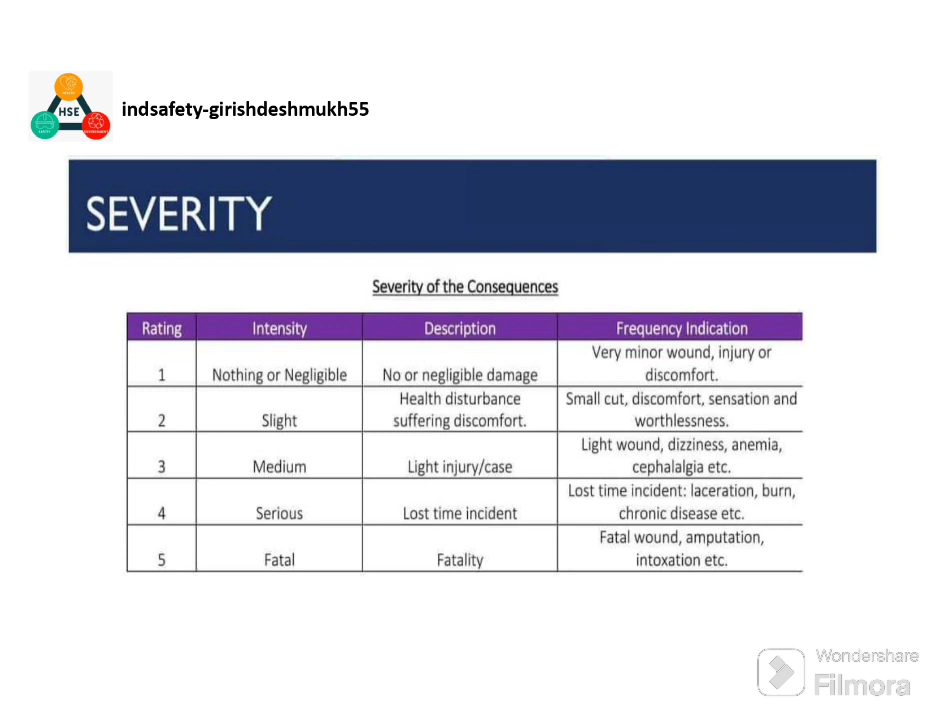 HSE
indsafety-girishdeshmukh55
SEVERITY
Severity of the Consequences
Rating Intensity Description Frequency Indication
Very minor wound, injury or
1 Nothing or Negligible No or negligible damage discomfort.
Health disturbance Small cut, discomfort, sensation and
2 Slight suffering discomfort. worthlessness.
Light wound, dizziness, anemia,
3 Medium Light injury/case cephalalgia etc.
Lost time incident: laceration, burn,
4 Serious Lost time incident chronic disease etc.
Fatal wound, amputation,
5 Fatal Fatality intoxation etc.
Wondershare
Filmora